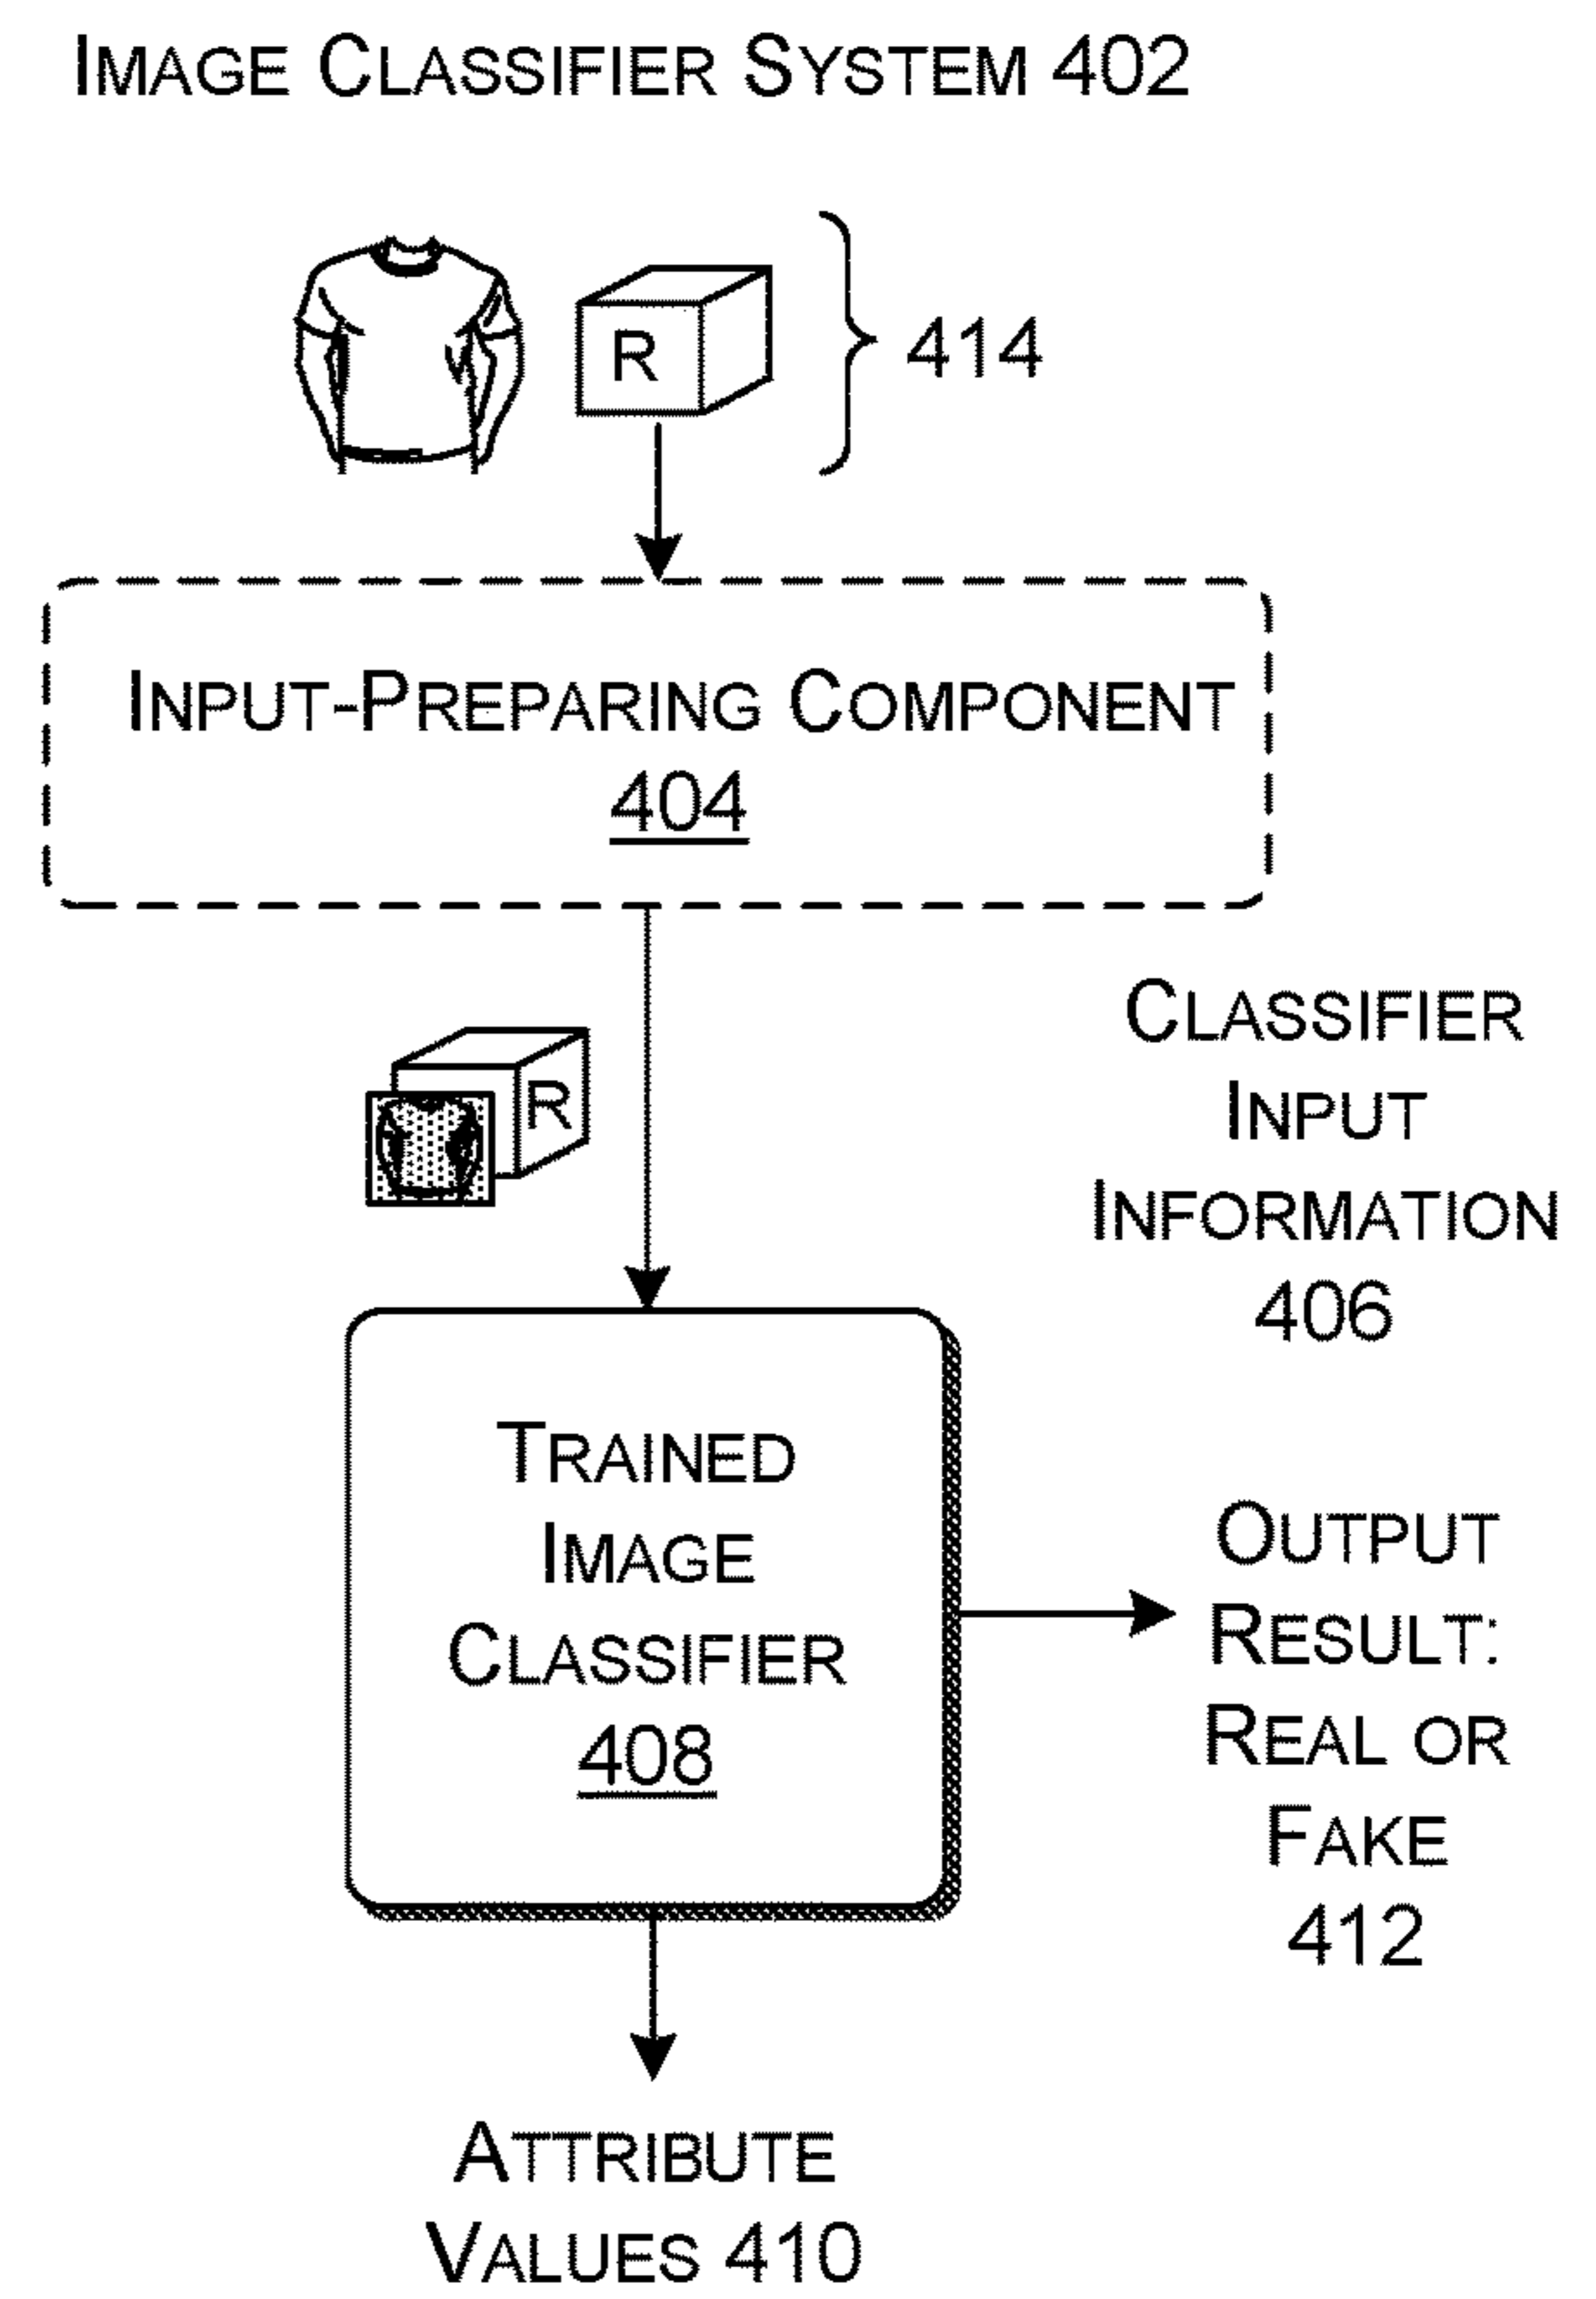 IMAGE CLASSIFIER SYSTEM 402
R
414
INPUT-PREPARING COMPONENT
404
R
CLASSIFIER
INPUT
INFORMATION
406
TRAINED
IMAGE
CLASSIFIER
408
OUTPUT
RESULT:
REAL OR
FAKE
412
ATTRIBUTE
VALUES 410